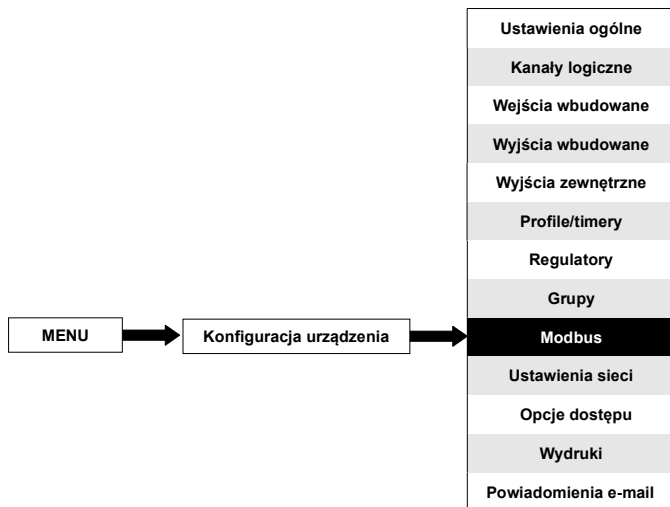 Ustawienia ogólne
Kanały logiczne
Wejścia wbudowane
Wyjścia wbudowane
Wyjścia zewnętrzne
Profile/timery
Regulatory
Grupy
MENU
Konfiguracja urządzenia
Modbus
Ustawienia sieci
Opcje dostępu
Wydruki
Powiadomienia e-mail